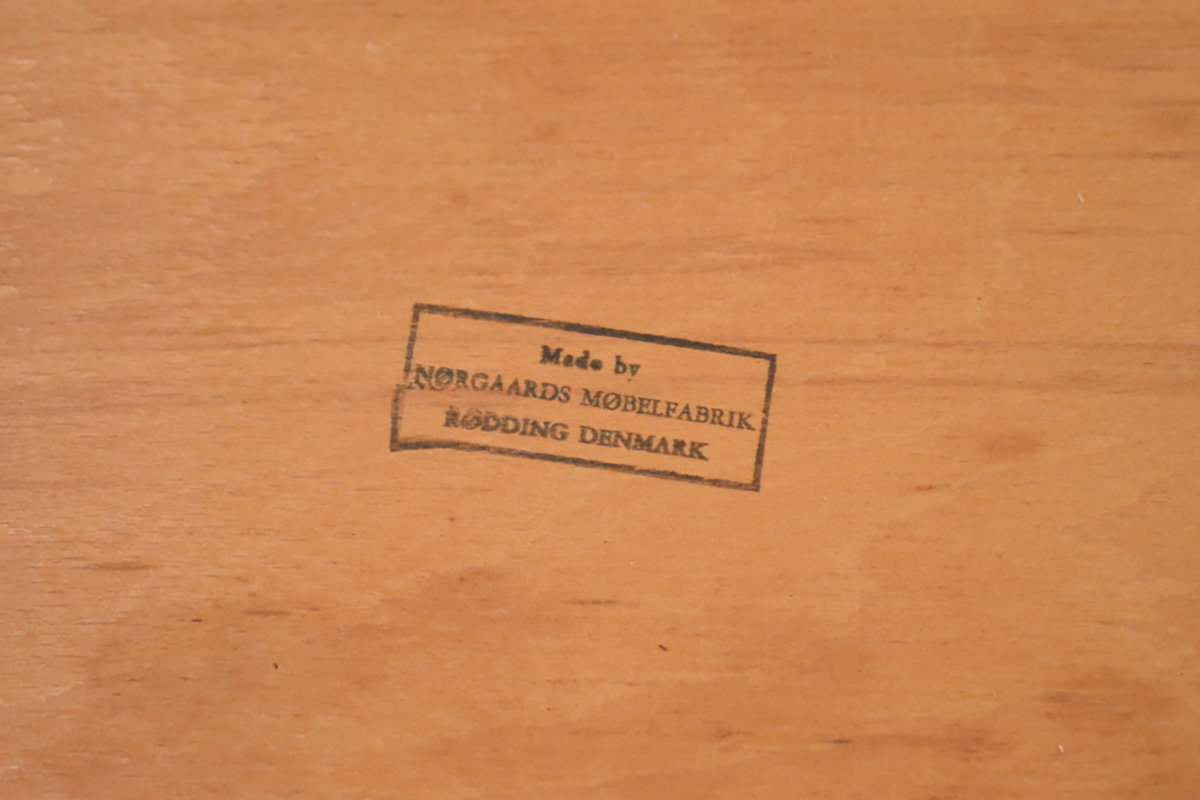 Made by
NØRGAARDS MØBELFABRIK
RØDDING DENMARK